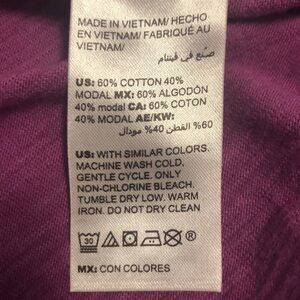 MADE IN VIETNAM/ HECHO
EN VIETNAM/ FABRIQUÉ AU
VIETNAM/
صنع في فيتنام
US: 60% COTTON 40%
MODAL MX: 60% ALGODÓN
40% modal CA: 60% COTON
40% MODAL AE/KW:
60% القطن 40% مودال
US: WITH SIMILAR COLORS.
MACHINE WASH COLD.
GENTLE CYCLE. ONLY
NON-CHLORINE BLEACH.
TUMBLE DRY LOW. WARM
IRON. DO NOT DRY CLEAN
30 ®
MX: CON COLORES